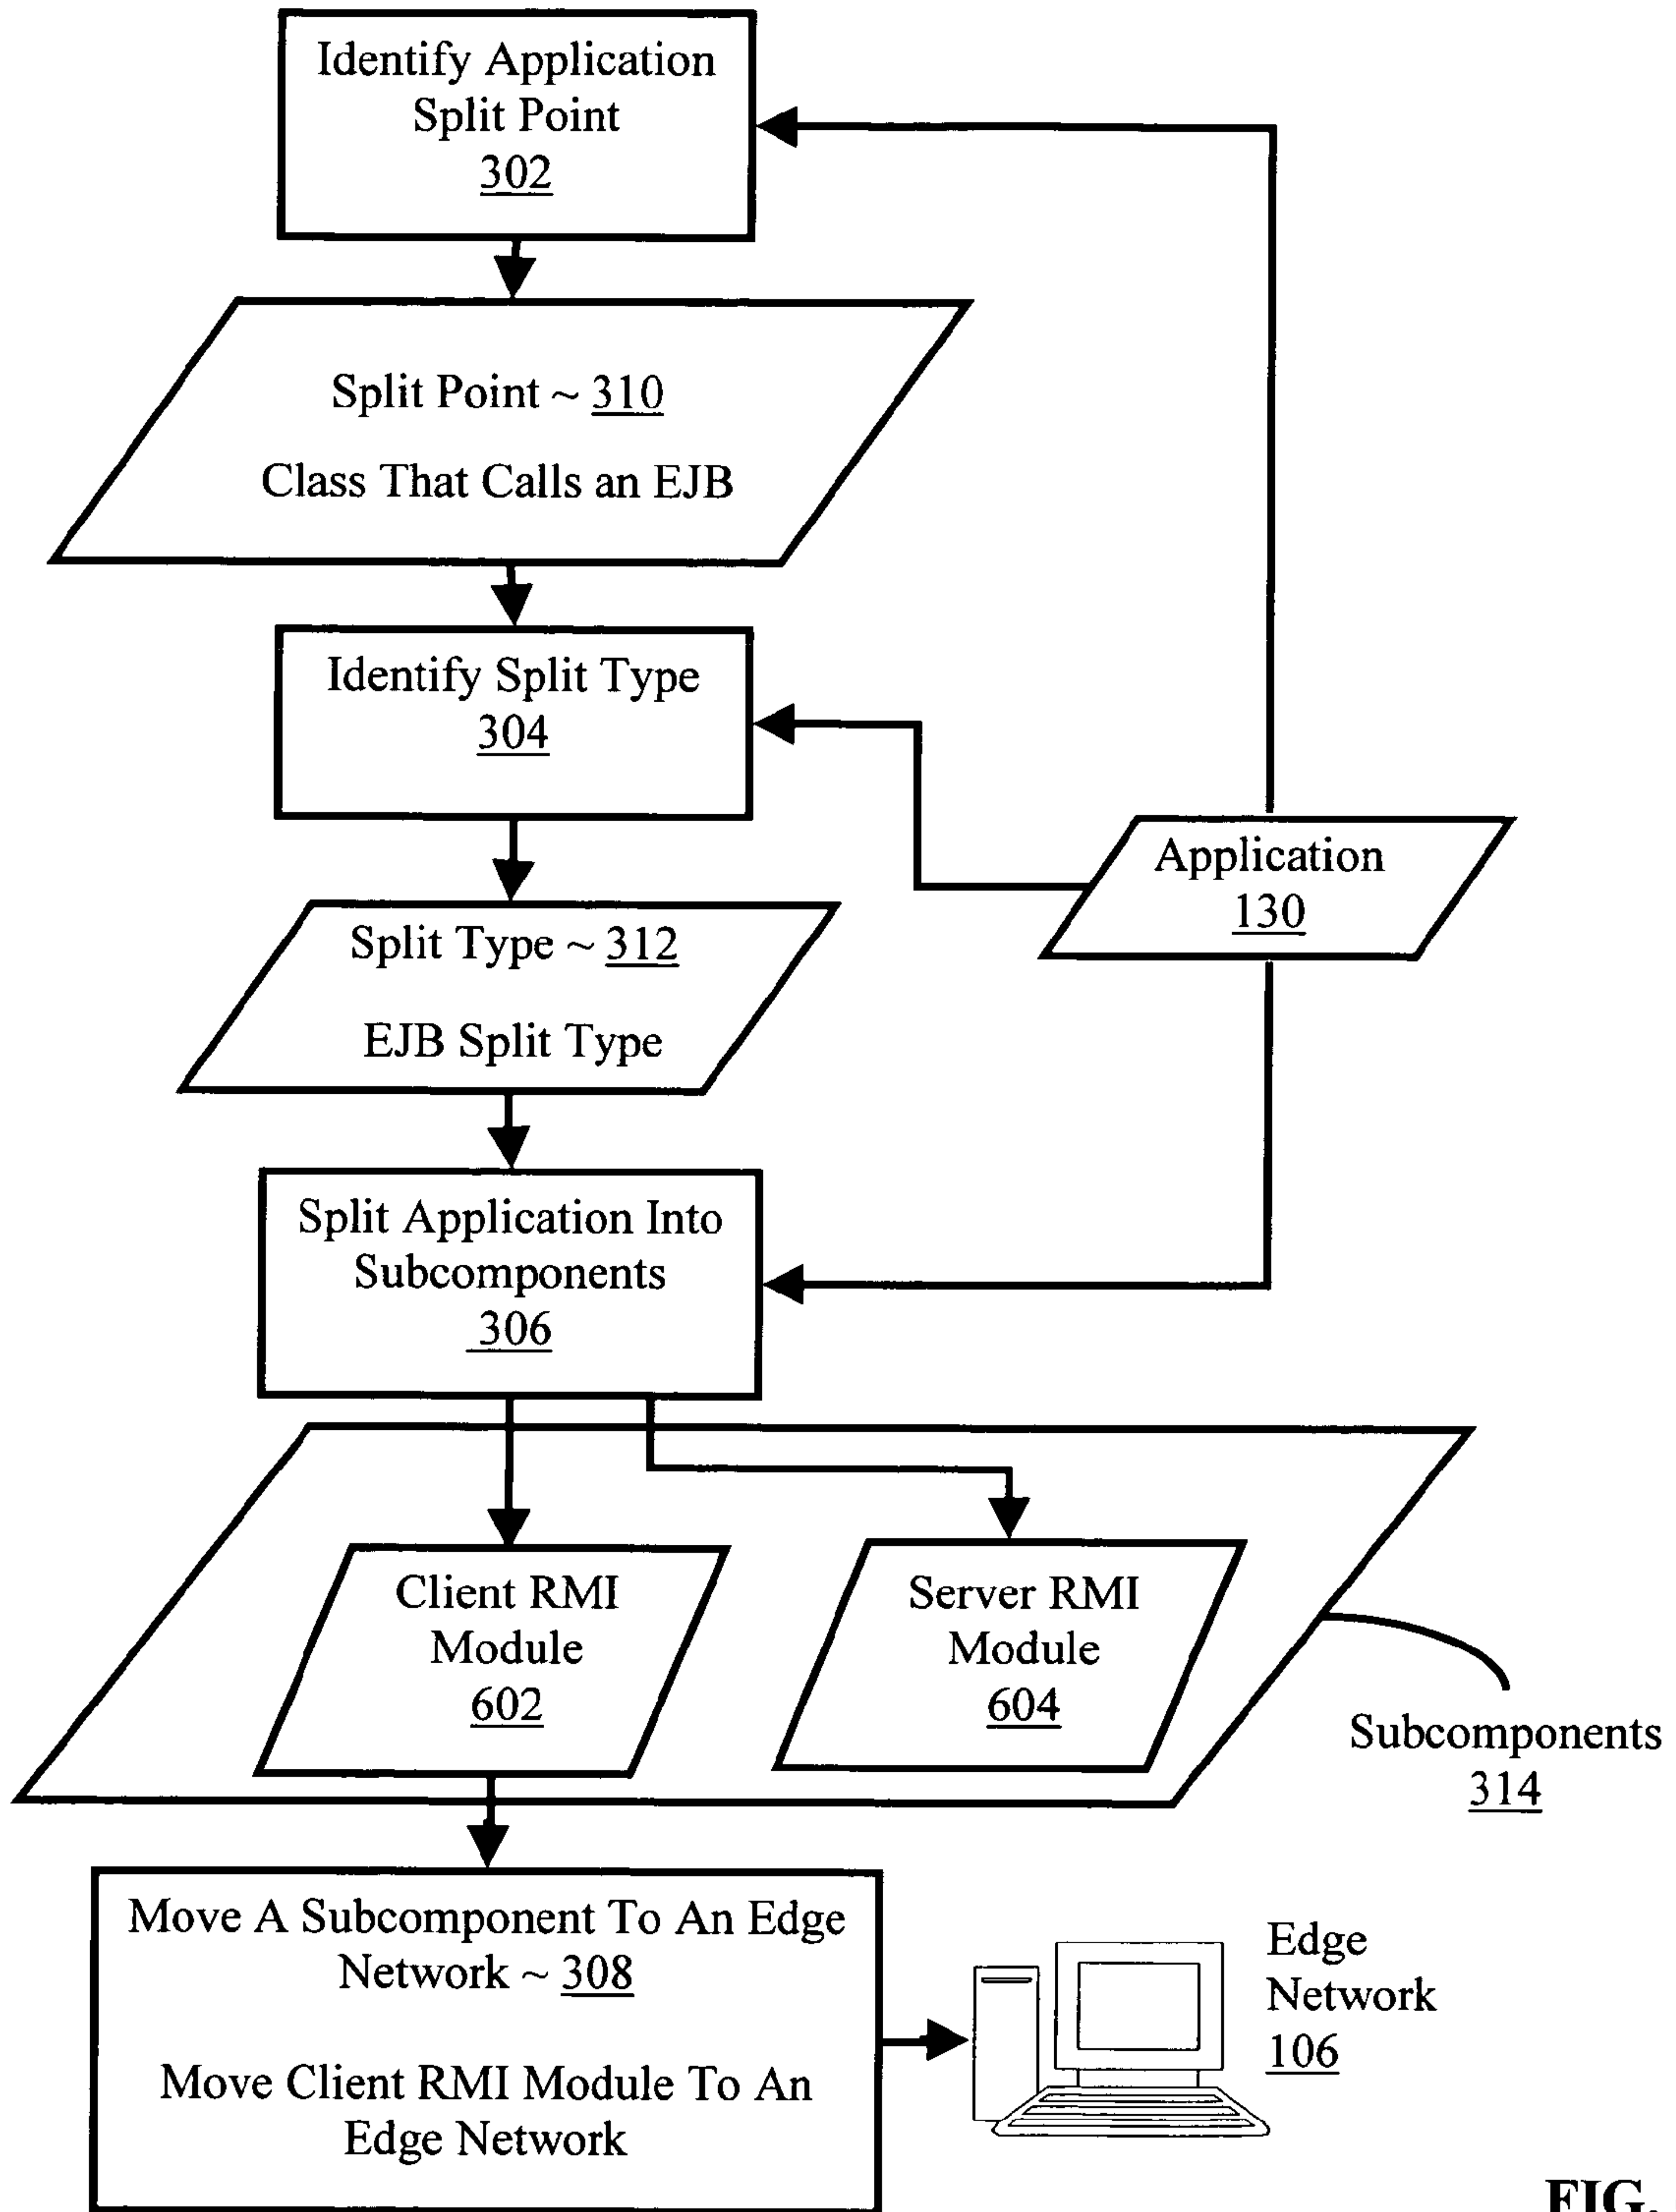 Identify Application
Split Point
302
Split Point ~ 310
Class That Calls an EJB
Identify Split Type
304
Application
130
Split Type ~ 312
EJB Split Type
Split Application Into
Subcomponents
306
Client RMI
Module
602
Server RMI
Module
604
Subcomponents
314
Move A Subcomponent To An Edge
Network ~ 308
Move Client RMI Module To An
Edge Network
Edge
Network
106
FIG.